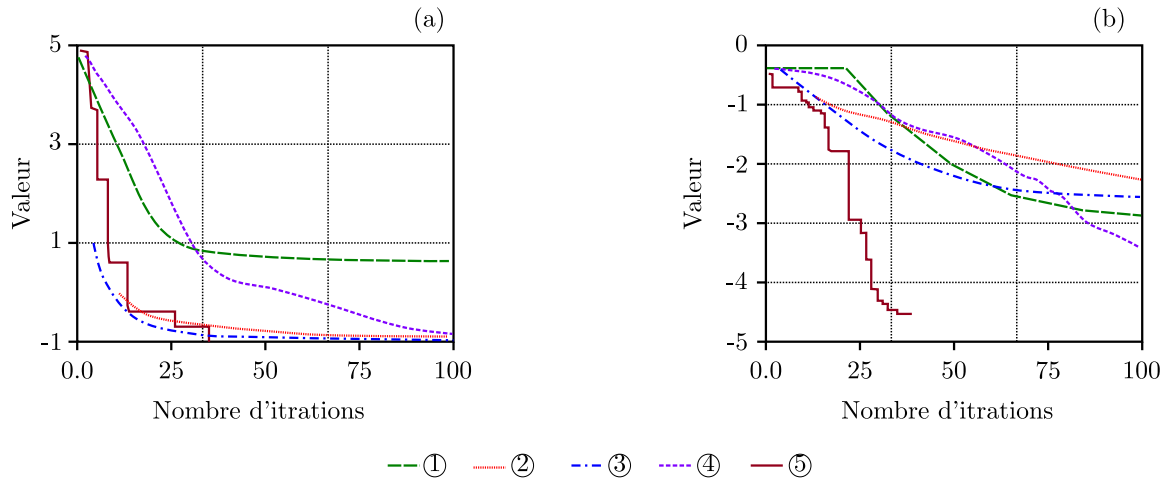 (a)
5
3
1
-1
Valeur
0.0 25 50 75 100
Nombre d'itrations
(b)
0
-1
-2
-3
-4
-5
Valeur
0.0 25 50 75 100
Nombre d'itrations
① ② ③ ④ ⑤